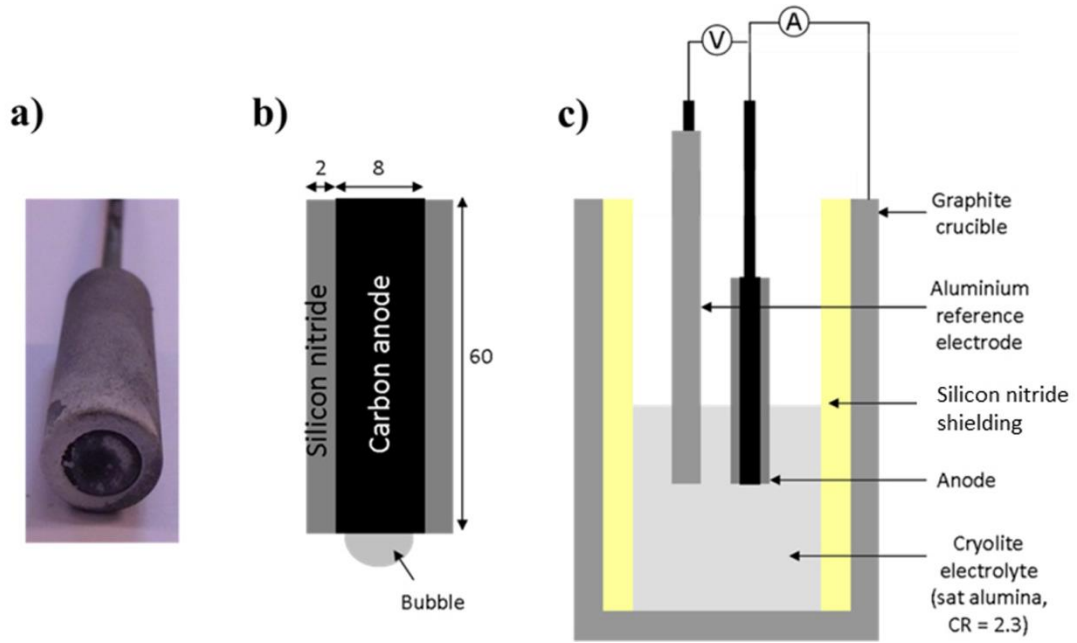 a)
b)
c)
2
8
Silicon nitride
Carbon anode
60
Bubble
V
A
Graphite
crucible
Aluminium
reference
electrode
Silicon nitride
shielding
Anode
Cryolite
electrolyte
(sat alumina,
CR = 2.3)